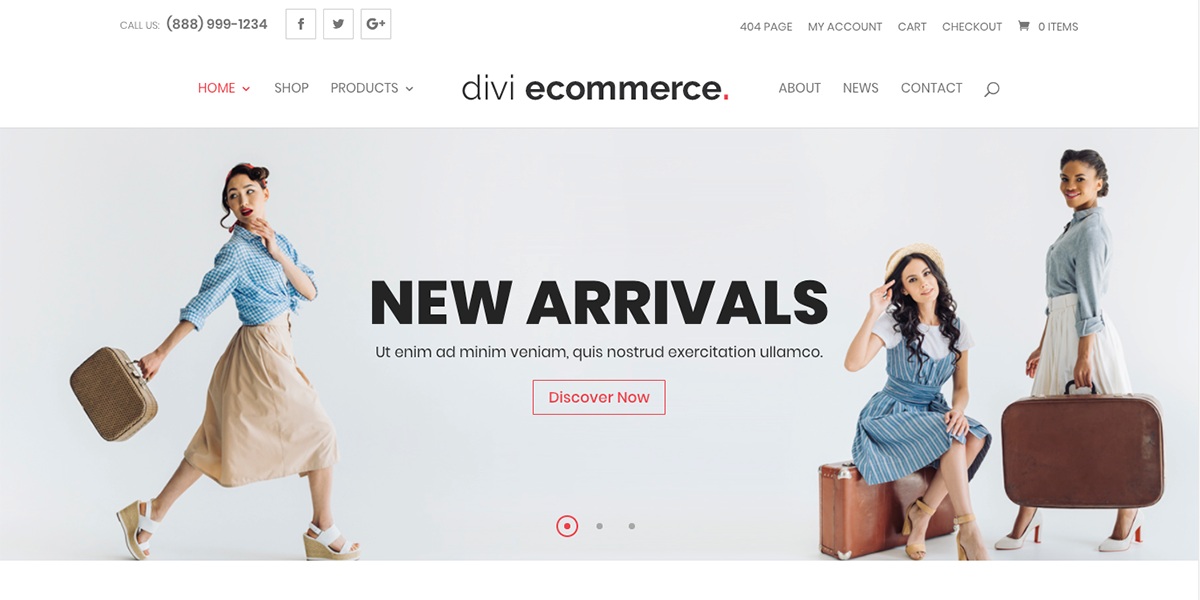 CALL US: (888) 999-1234 f G+ 404 PAGE MY ACCOUNT CART CHECKOUT 0 ITEMS
HOME SHOP PRODUCTS divi ecommerce. ABOUT NEWS CONTACT
NEW ARRIVALS
Ut enim ad minim veniam, quis nostrud exercitation ullamco.
Discover Now